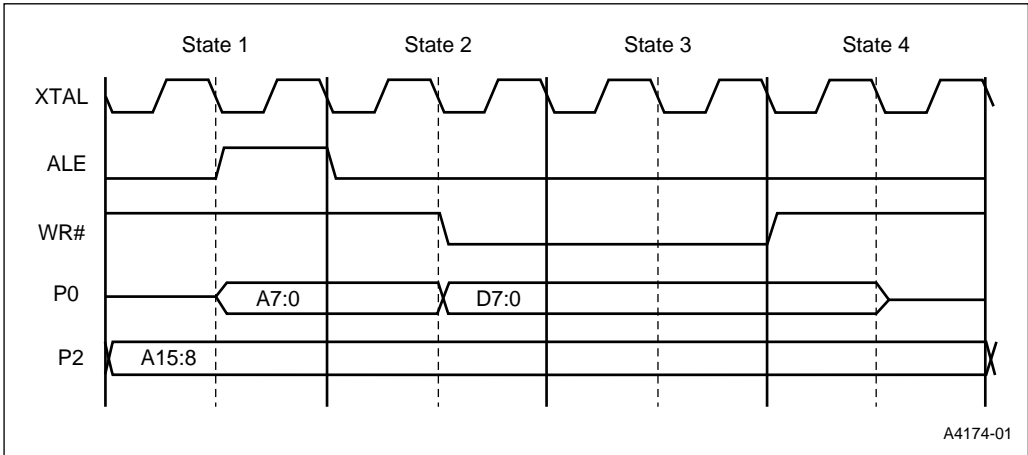 State 1 State 2 State 3 State 4
XTAL
ALE
WR#
P0 A7:0 D7:0
P2 A15:8
A4174-01